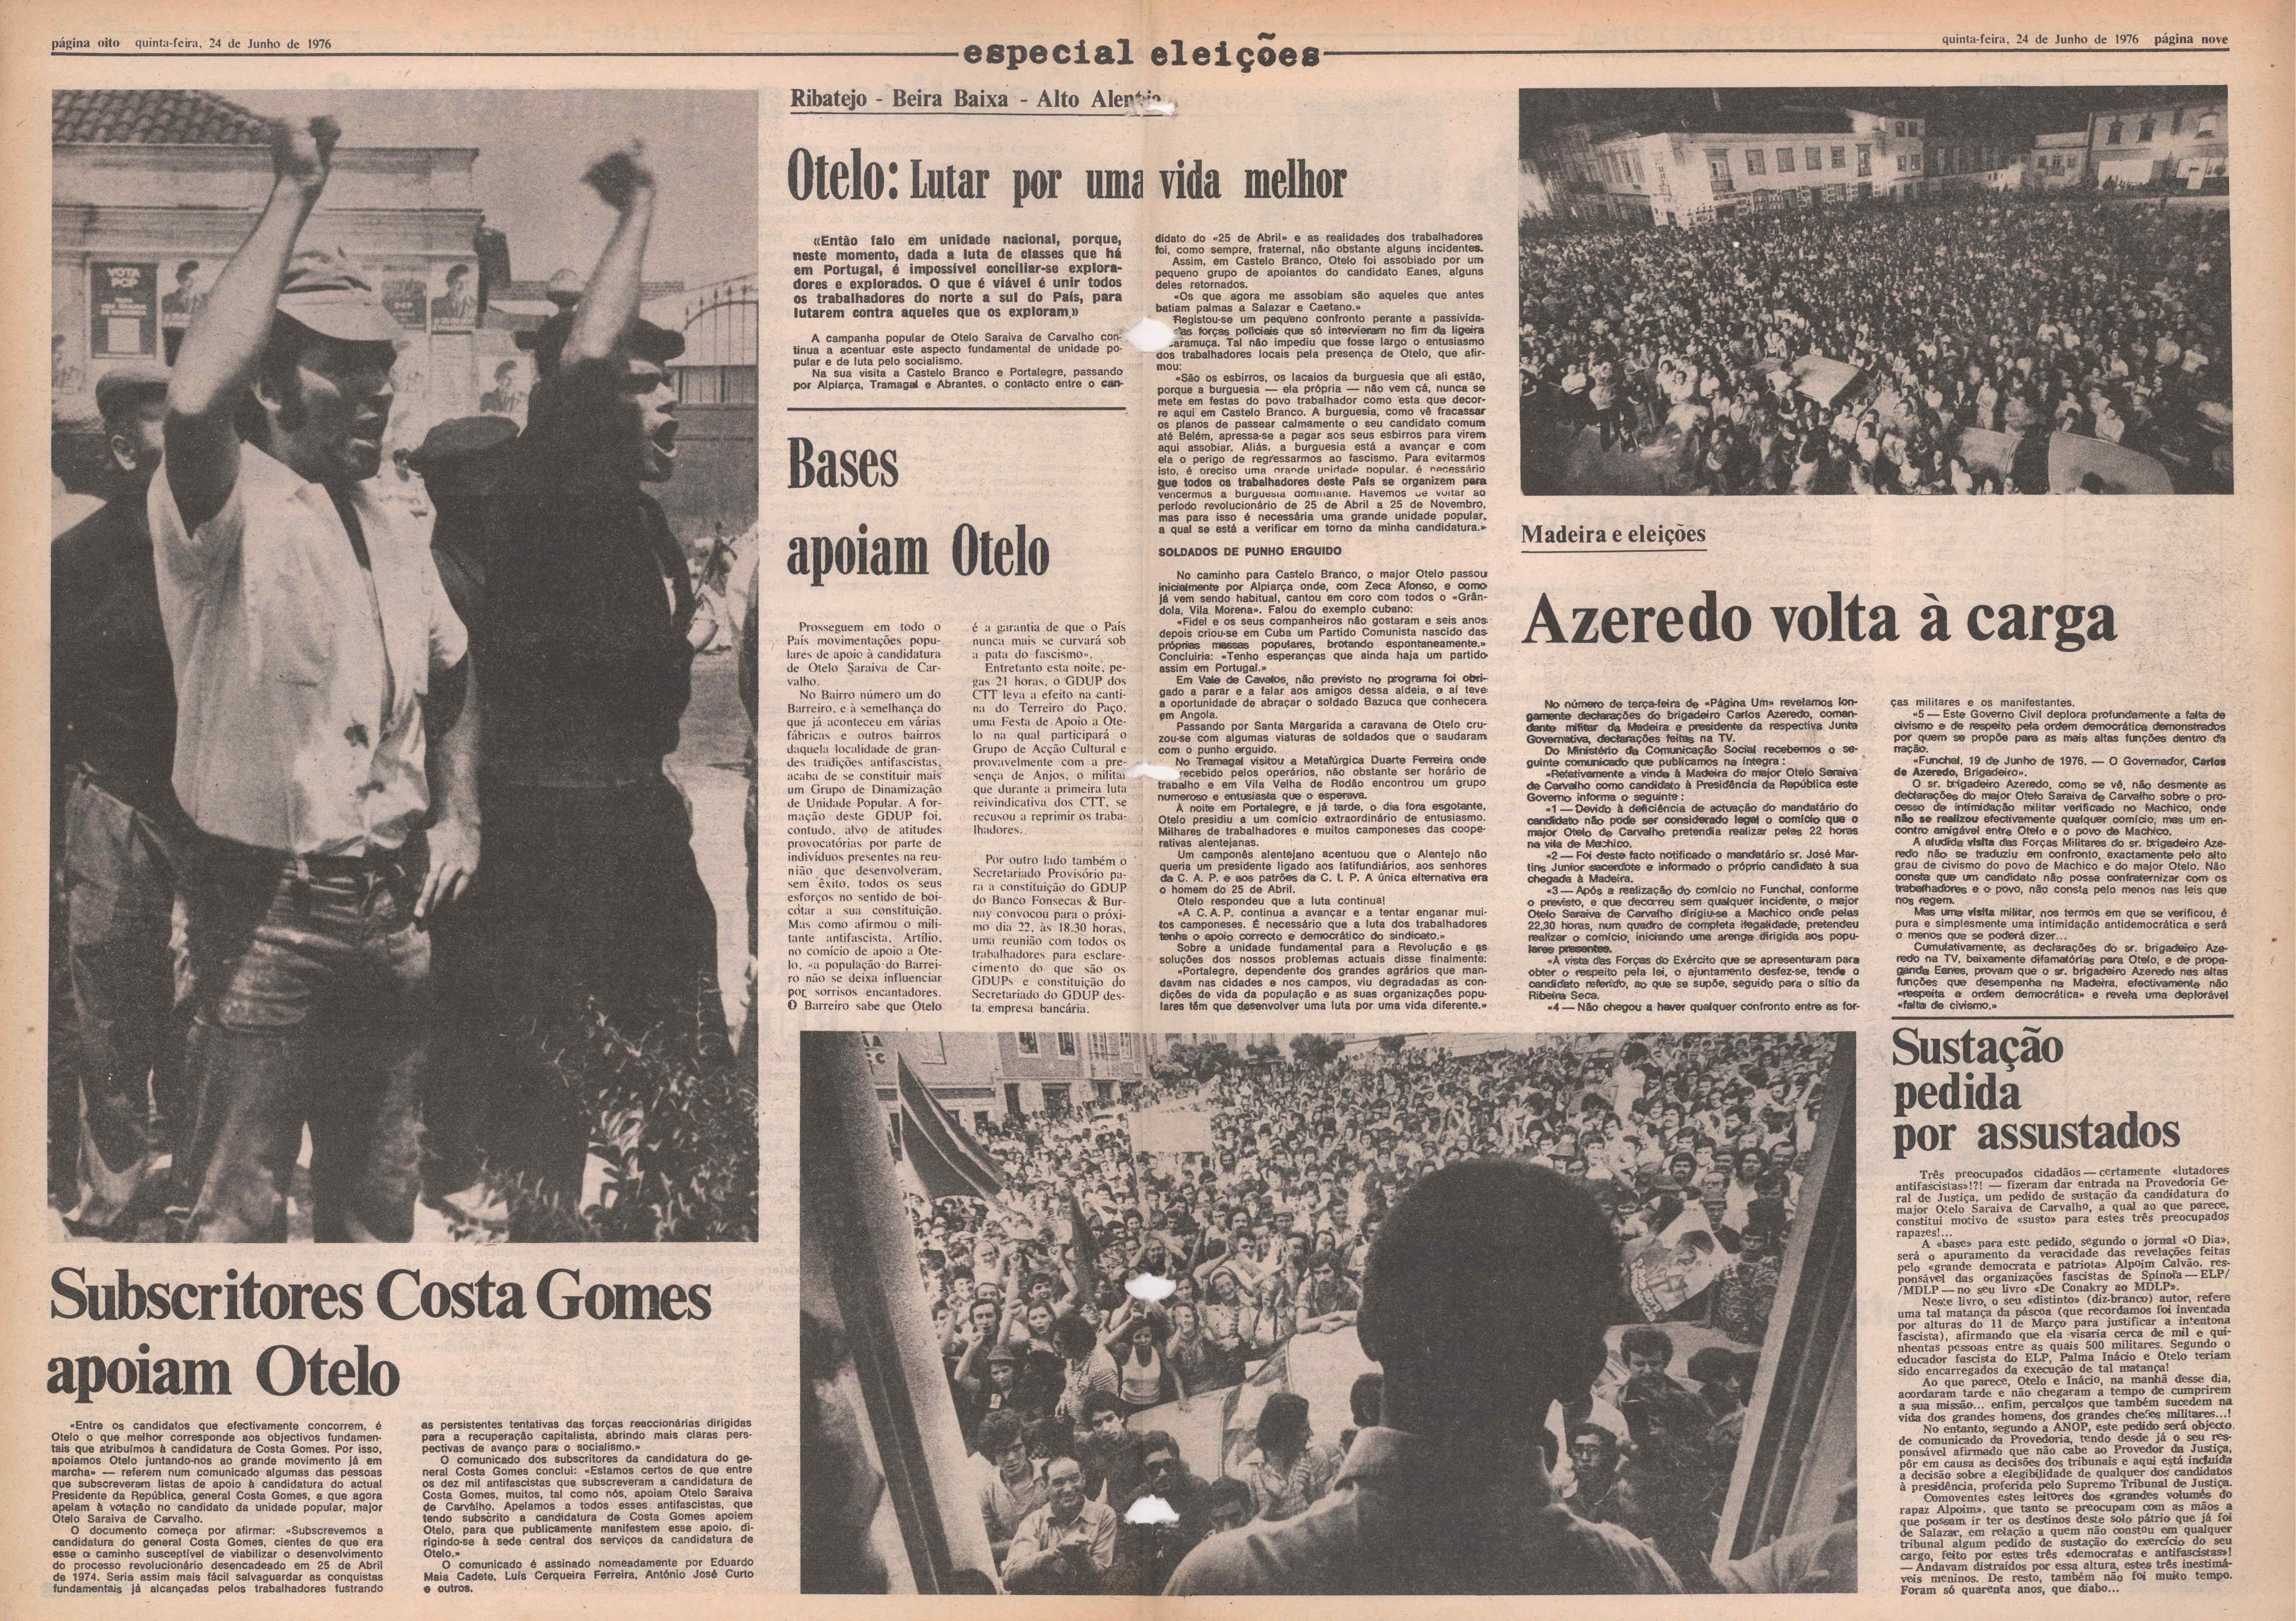 página oito quinta-feira, 24 de Junho de 1976
especial eleições
quinta-feira, 24 de Junho de 1976 página nove
VOTA
POP
Ribatejo - Beira Baixa - Alto
Otelo: Lutar por uma vida melhor
«Então falo em unidade nacional, porque,
neste momento, dada a luta de classes que há
em Portugal, é impossível conciliar-se explora-
dores e explorados. O que é viável é unir todos
os trabalhadores do norte a sul do País, para
lutarem contra aqueles que os exploram.»
A campanha popular de Otelo Saraiva de Carvalho con-
tinua a acentuar este aspecto fundamental de unidade po-
pular e de luta pelo socialismo.
Na sua visita a Castelo Branco e Portalegre, passando
por Alpiarça, Tramagal e Abrantes, o contacto entre o can-
didato do «25 de Abril» e as realidades dos trabalhadores
foi, como sempre, fraternal, não obstante alguns incidentes.
Assim, em Castelo Branco, Otelo foi assobiado por um
pequeno grupo de apoiantes do candidato Eanes, alguns
deles retornados.
«Os que agora me assobiam são aqueles que antes
batiam palmas a Salazar e Caetano.»
Registou-se um pequeno confronto perante a passivida-
as forças policiais que só intervieram no fim da ligeira
aramuça. Tal não impediu que fosse largo o entusiasmo
dos trabalhadores locais pela presença de Otelo, que afir-
mou:
«São os esbirros, os lacaios da burguesia que ali estão,
porque a burguesia — ela própria — não vem cá, nunca se
mete em festas do povo trabalhador como esta que decor-
re aqui em Castelo Branco. A burguesia, como vê fracassar
os planos de passear calmamente o seu candidato comum
até Belém, apressa-se a pagar aos seus esbirros para virem
aqui assobiar. Aliás, a burguesia está a avançar e com
ela o perigo de regressarmos ao fascismo. Para evitarmos
isto, é preciso uma grande unidade popular, é necessário
que todos os trabalhadores deste País se organizem para
vencermos a burguesia dominante. Havemos de voltar ao
período revolucionário de 25 de Abril a 25 de Novembro,
mas para isso é necessária uma grande unidade popular,
a qual se está a verificar em torno da minha candidatura.»
SOLDADOS DE PUNHO ERGUIDO
No caminho para Castelo Branco, o major Otelo passou
inicialmente por Alpiarça onde, com Zeca Afonso, e como
já vem sendo habitual, cantou em coro com todos o «Grân-
dola, Vila Morena». Falou do exemplo cubano:
«Fidel e os seus companheiros não gostaram e seis anos
depois criou-se em Cuba um Partido Comunista nascido das
próprias massas populares, brotando espontaneamente.»
Concluiria: «Tenho esperanças que ainda haja um partido
assim em Portugal.»
Em Vale de Cavalos, não previsto no programa foi obri-
gado a parar e a falar aos amigos dessa aldeia, e aí teve
a oportunidade de abraçar o soldado Bazuca que conhecera
em Angola.
Passando por Santa Margarida a caravana de Otelo cru-
zou-se com algumas viaturas de soldados que o saudaram
com o punho erguido.
No Tramagal visitou a Metalúrgica Duarte Ferreira onde
recebido pelos operários, não obstante ser horário de
trabalho e em Vila Velha de Rodão encontrou um grupo
numeroso e entusiasta que o esperava.
À noite em Portalegre, e já tarde, o dia fora esgotante,
Otelo presidiu a um comício extraordinário de entusiasmo.
Milhares de trabalhadores e muitos camponeses das coope-
rativas alentejanas.
Um camponês alentejano acentuou que o Alentejo não
queria um presidente ligado aos latifundiários, aos senhores
da C. A. P. e aos patrões da C. I. P. A única alternativa era
o homem do 25 de Abril.
Otelo respondeu que a luta continua!
«A C. A. P. continua a avançar e a tentar enganar mui-
tos camponeses. É necessário que a luta dos trabalhadores
tenha o apoio correcto e democrático do sindicato.»
Sobre a unidade fundamental para a Revolução e as
soluções dos nossos problemas actuais disse finalmente:
«Portalegre, dependente dos grandes agrários que man-
davam nas cidades e nos campos, viu degradadas as con-
dições de vida da população e as suas organizações popu-
lares têm que desenvolver uma luta por uma vida diferente.»
Bases
apoiam Otelo
Prosseguem em todo o
País movimentações popu-
lares de apoio à candidatura
de Otelo Saraiva de Car-
valho.
No Bairro número um do
Barreiro, e à semelhança do
que já aconteceu em várias
fábricas e outros bairros
daquela localidade de gran-
des tradições antifascistas,
acaba de se constituir mais
um Grupo de Dinamização
de Unidade Popular. A for-
mação deste GDUP foi,
contudo, alvo de atitudes
provocatórias por parte de
indivíduos presentes na reu-
nião que desenvolveram,
sem êxito, todos os seus
esforços no sentido de boi-
cotar a sua constituição.
Mas como afirmou o mili-
tante antifascista, Artílio,
no comício de apoio a Ote-
lo, «a população do Barrei-
ro não se deixa influenciar
por sorrisos encantadores.
O Barreiro sabe que Otelo
é a garantia de que o País
nunca mais se curvará sob
a pata do fascismo».
Entretanto esta noite, pe-
gas 21 horas, o GDUP dos
CTT leva a efeito na canti-
na do Terreiro do Paço,
uma Festa de Apoio a Ote-
lo na qual participará o
Grupo de Acção Cultural e
provavelmente com a pre-
sença de Anjos, o militar
que durante a primeira luta
reivindicativa dos CTT, se
recusou a reprimir os traba-
lhadores.
Por outro lado também o
Secretariado Provisório pa-
ra a constituição do GDUP
do Banco Fonsecas & Bur-
nay convocou para o próxi-
mo dia 22, às 18.30 horas,
uma reunião com todos os
trabalhadores para esclare-
cimento do que são os
GDUPs e constituição do
Secretariado do GDUP des-
ta empresa bancária.
Madeira e eleições
Azeredo volta à carga
No número de terça-feira de «Página Um» revelamos lon-
gamente declarações do brigadeiro Carlos Azeredo, coman-
dante militar da Madeira e presidente da respectiva Junta
Governativa, declarações feitas na TV.
Do Ministério da Comunicação Social recebemos o se-
guinte comunicado que publicamos na íntegra:
«Relativamente a vinda à Madeira do major Otelo Saraiva
de Carvalho como candidato à Presidência da República este
Governo informa o seguinte:
«1 — Devido à deficiência de actuação do mandatário do
candidato não pode ser considerado legal o comício que o
major Otelo de Carvalho pretendia realizar pelas 22 horas
na vila de Machico.
«2 — Foi deste facto notificado o mandatário sr. José Mar-
tins Junior sacerdote e informado o próprio candidato à sua
chegada à Madeira.
«3 — Após a realização do comício no Funchal, conforme
o previsto, e que decorreu sem qualquer incidente, o major
Otelo Saraiva de Carvalho dirigiu-se a Machico onde pelas
22,30 horas, num quadro de completa ilegalidade, pretendeu
realizar o comício, iniciando uma arenga dirigida aos popu-
lares presentes.
«À vista das Forças do Exército que se apresentaram para
obter o respeito pela lei, o ajuntamento desfez-se, tendo o
candidato referido, ao que se supõe, seguido para o sítio da
Ribeira Seca.
«4 — Não chegou a haver qualquer confronto entre as for-
ças militares e os manifestantes.
«5 — Este Governo Civil deplora profundamente a falta de
civismo e de respeito pela ordem democrática demonstrados
por quem se propõe para as mais altas funções dentro da
nação.
«Funchal, 19 de Junho de 1976. — O Governador, Carlos
de Azeredo, Brigadeiro».
O sr. brigadeiro Azeredo, como se vê, não desmente as
declarações do major Otelo Saraiva de Carvalho sobre o pro-
cesso de intimidação militar verificado no Machico, onde
não se realizou efectivamente qualquer comício, mas um en-
contro amigável entre Otelo e o povo de Machico.
A aludida visita das Forças Militares do sr. brigadeiro Aze-
redo não se traduziu em confronto, exactamente pelo alto
grau de civismo do povo de Machico e do major Otelo. Não
consta que um candidato não possa confraternizar com os
trabalhadores e o povo, não consta pelo menos nas leis que
nos regem.
Mas uma visita militar, nos termos em que se verificou, é
pura e simplesmente uma intimidação antidemocrática e será
o menos que se poderá dizer...
Cumulativamente, as declarações do sr. brigadeiro Aze-
redo na TV, baixamente difamatórias para Otelo, e de propa-
ganda Eanes, provam que o sr. brigadeiro Azeredo nas altas
funções que desempenha na Madeira, efectivamente não
«respeita a ordem democrática» e revela uma deplorável
«falta de civismo.»
Sustação
pedida
por assustados
Três preocupados cidadãos — certamente «lutadores
antifascistas»!?! — fizeram dar entrada na Provedoria Ge-
ral de Justiça, um pedido de sustação da candidatura do
major Otelo Saraiva de Carvalho, a qual ao que parece,
constitui motivo de «susto» para estes três preocupados
rapazes!...
A «base» para este pedido, segundo o jornal «O Dia»,
será o apuramento da veracidade das revelações feitas
pelo «grande democrata e patriota» Alpoim Calvão, res-
ponsável das organizações fascistas de Spínola — ELP/
/MDLP — no seu livro «De Conakry ao MDLP».
Neste livro, o seu «distinto» (diz-branco) autor, refere
uma tal matança da páscoa (que recordamos foi inventada
por alturas do 11 de Março para justificar a intentona
fascista), afirmando que ela visaria cerca de mil e qui-
nhentas pessoas entre as quais 500 militares. Segundo o
educador fascista do ELP, Palma Inácio e Otelo teriam
sido encarregados da execução de tal matança!
Ao que parece, Otelo e Inácio, na manhã desse dia,
acordaram tarde e não chegaram a tempo de cumprirem
a sua missão... enfim, percalços que também sucedem na
vida dos grandes homens, dos grandes chefes militares...!
No entanto, segundo a ANOP, este pedido será objecto
de comunicado da Provedoria, tendo desde já o seu res-
ponsável afirmado que não cabe ao Provedor da Justiça,
pôr em causa as decisões dos tribunais e aqui está incluída
a decisão sobre a elegibilidade de qualquer dos candidatos
à presidência, proferida pelo Supremo Tribunal de Justiça.
Comoventes estes leitores dos «grandes volumes do
rapaz Alpoim», que tanto se preocupam com as mãos a
que possam ir ter os destinos deste solo pátrio que já foi
de Salazar, em relação a quem não constou em qualquer
tribunal algum pedido de sustação do exercício do seu
cargo, feito por estes três «democratas e antifascistas»!
— Andavam distraídos por essa altura, estes três inestimá-
veis meninos. De resto, também não foi muito tempo.
Foram só quarenta anos, que diabo...
Subscritores Costa Gomes
apoiam Otelo
«Entre os candidatos que efectivamente concorrem, é
Otelo o que melhor corresponde aos objectivos fundamen-
tais que atribuímos à candidatura de Costa Gomes. Por isso,
apoiamos Otelo juntando-nos ao grande movimento já em
marcha» — referem num comunicado algumas das pessoas
que subscreveram listas de apoio à candidatura do actual
Presidente da República, general Costa Gomes, e que agora
apelam à votação no candidato da unidade popular, major
Otelo Saraiva de Carvalho.
O documento começa por afirmar: «Subscrevemos a
candidatura do general Costa Gomes, cientes de que era
esse o caminho susceptível de viabilizar o desenvolvimento
do processo revolucionário desencadeado em 25 de Abril
de 1974. Seria assim mais fácil salvaguardar as conquistas
fundamentais já alcançadas pelos trabalhadores fustrando
as persistentes tentativas das forças reaccionárias dirigidas
para a recuperação capitalista, abrindo mais claras pers-
pectivas de avanço para o socialismo.»
O comunicado dos subscritores da candidatura do ge-
neral Costa Gomes conclui: «Estamos certos de que entre
os dez mil antifascistas que subscreveram a candidatura de
Costa Gomes, muitos, tal como nós, apoiam Otelo Saraiva
de Carvalho. Apelamos a todos esses antifascistas, que
tendo subscrito a candidatura de Costa Gomes apoiem
Otelo, para que publicamente manifestem esse apoio, di-
rigindo-se à sede central dos serviços da candidatura de
Otelo.»
O comunicado é assinado nomeadamente por Eduardo
Maia Cadete, Luís Cerqueira Ferreira, António José Curto
e outros.